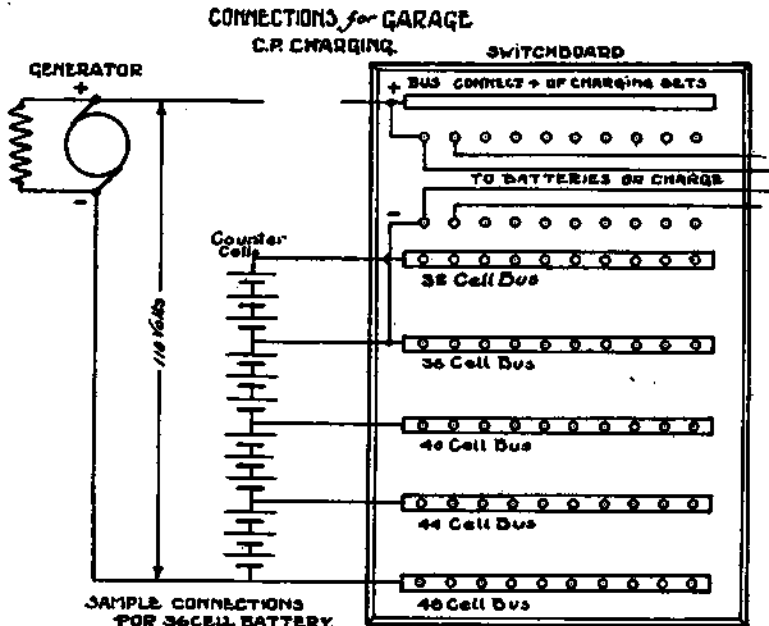 CONNECTIONS for GARAGE
C.P. CHARGING.
SWITCHBOARD
GENERATOR
+
+
BUS CONNECT + OF CHARGING SETS
TO BATTERIES ON CHARGE
-
-
Counter
Cells
32 Cell Bus
110 Volts
36 Cell Bus
40 Cell Bus
44 Cell Bus
48 Cell Bus
SAMPLE CONNECTIONS
FOR 36 CELL BATTERY